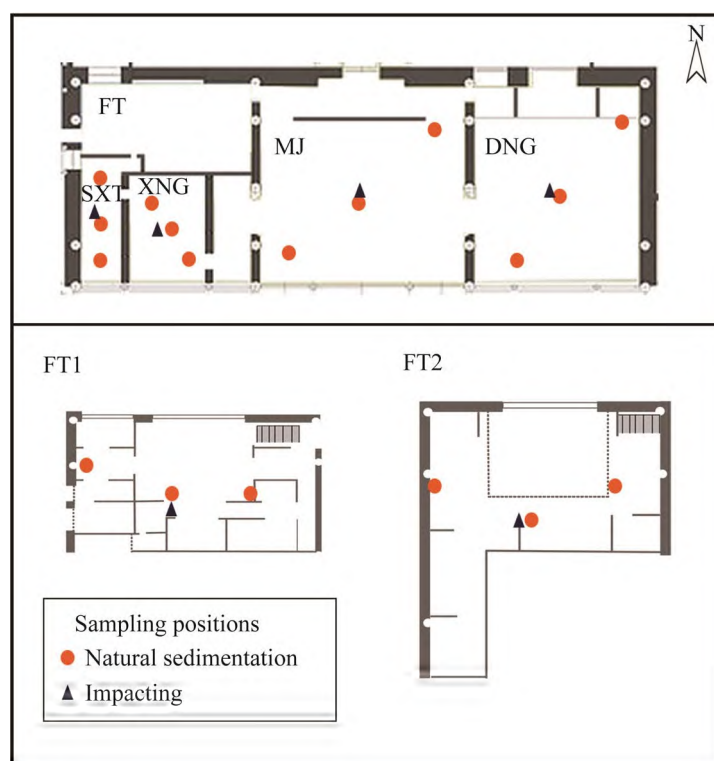 N
FT
MJ
DNG
SXT
XNG
FT1
FT2
Sampling positions
Natural sedimentation
Impacting